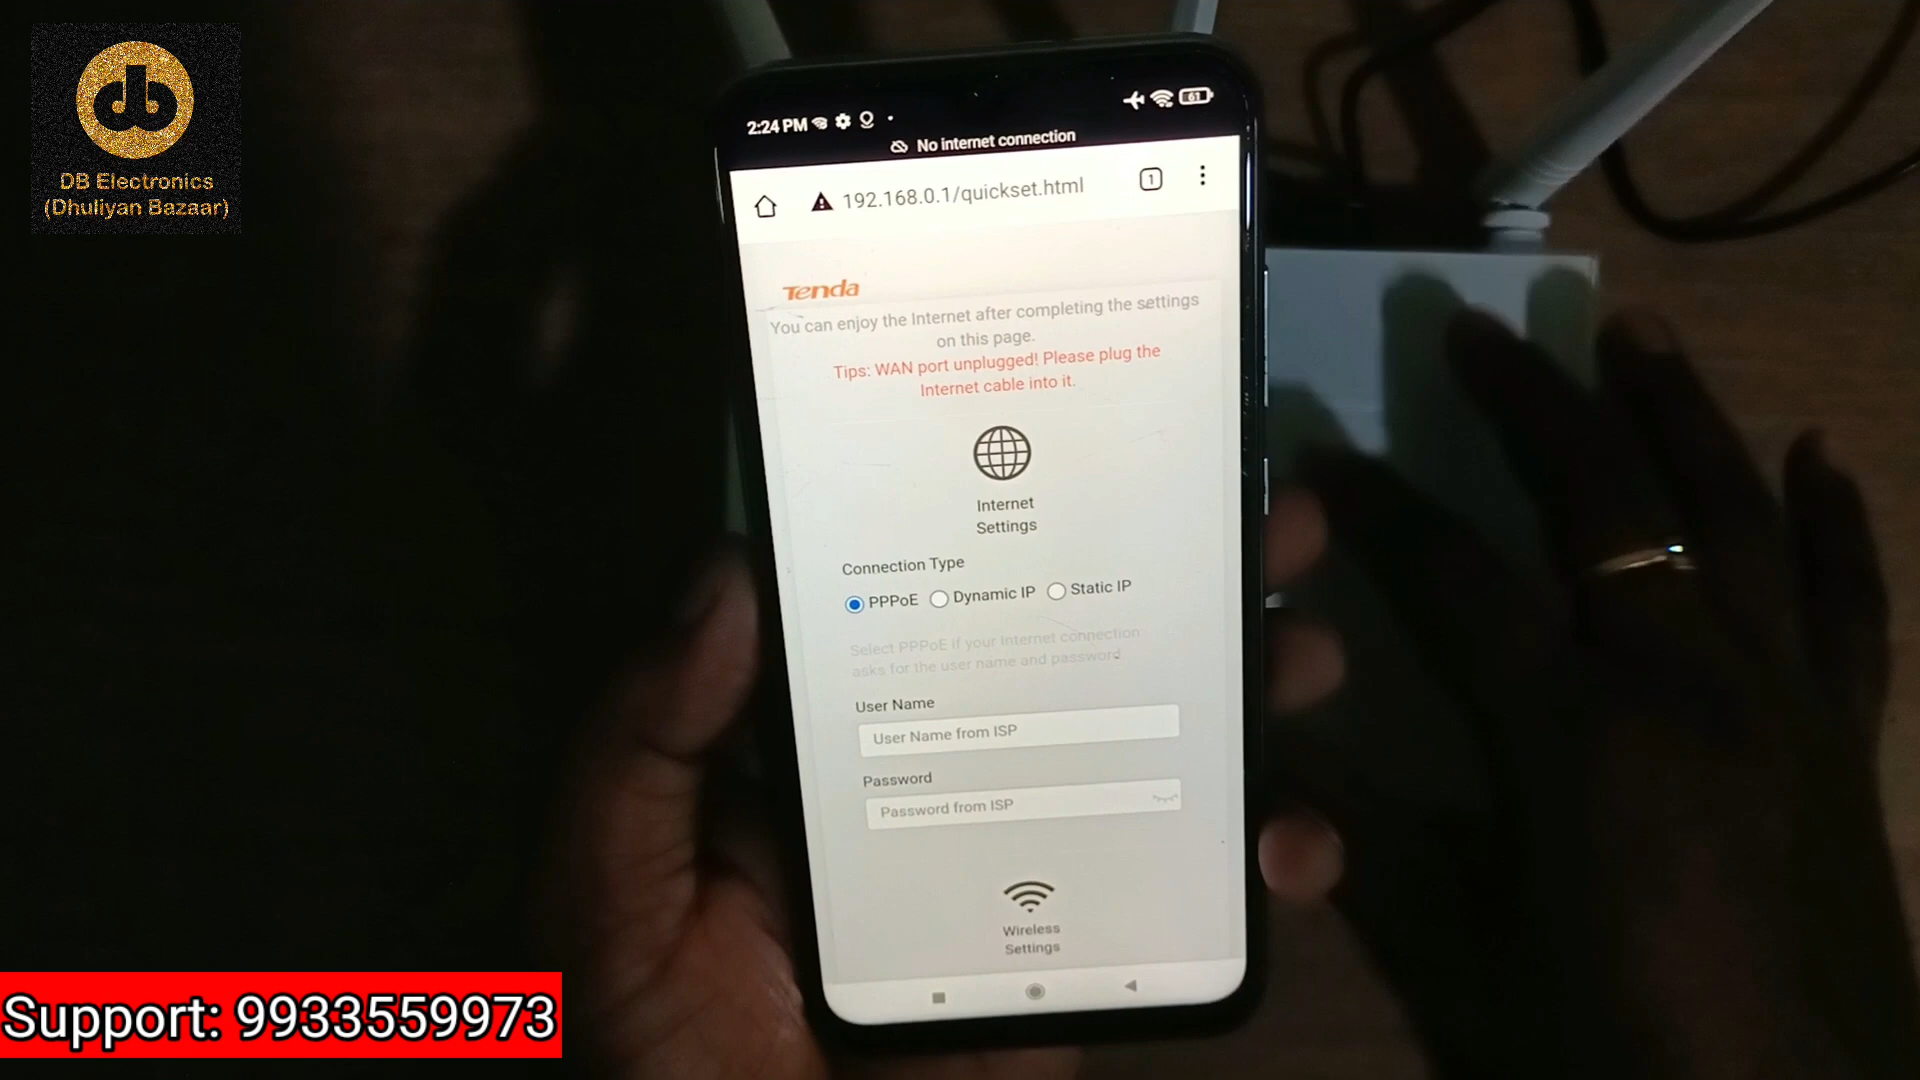 DB Electronics
(Dhuliyan Bazaar)
2:24 PM
61
No internet connection
192.168.0.1/quickset.html
1
Tenda
You can enjoy the Internet after completing the settings
on this page.
Tips: WAN port unplugged! Please plug the
Internet cable into it.
Internet
Settings
Connection Type
PPPoE Dynamic IP Static IP
Select PPPoE if your Internet connection
asks for the user name and password.
User Name
User Name from ISP
Password
Password from ISP
Wireless
Settings
Support: 9933559973